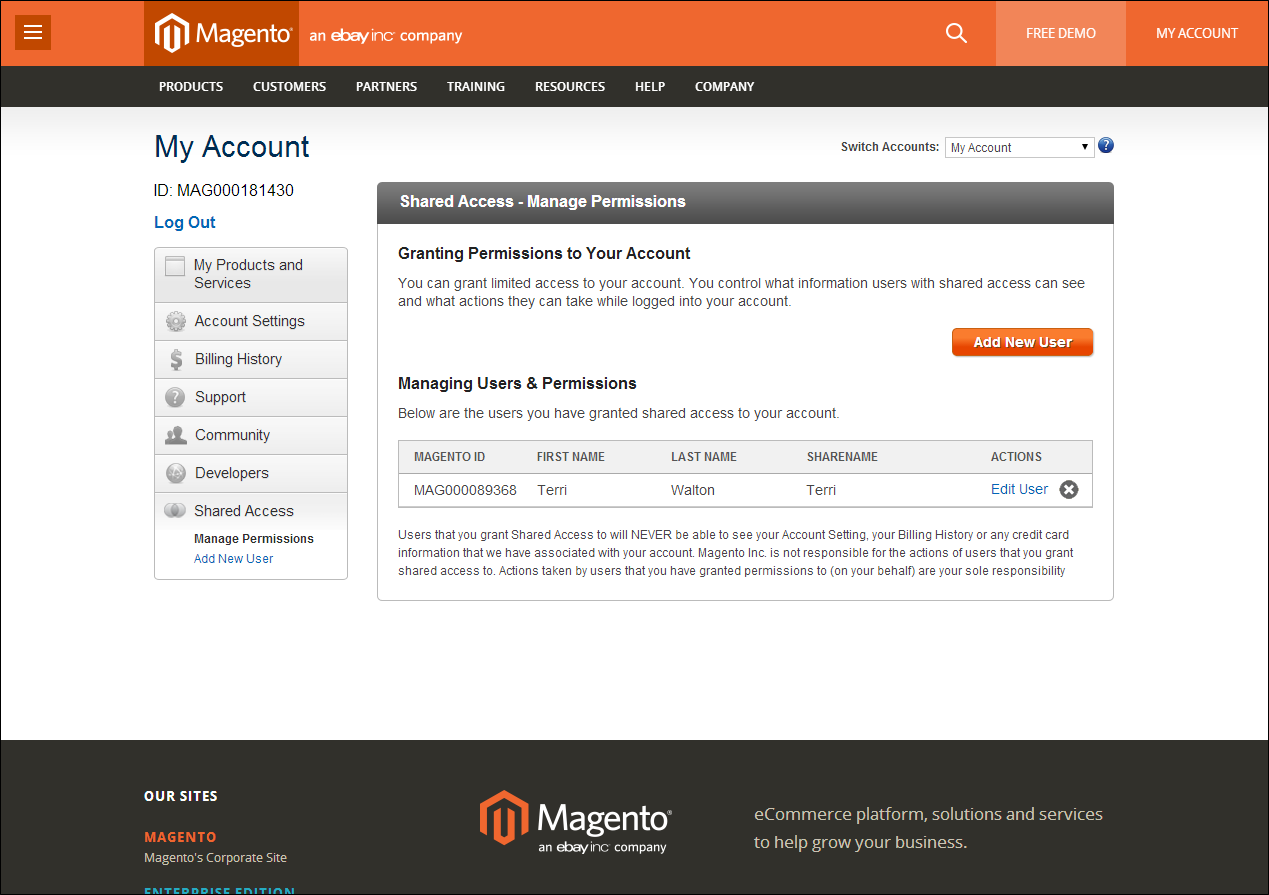 Magento® an ebay inc™ company
FREE DEMO
MY ACCOUNT
PRODUCTS CUSTOMERS PARTNERS TRAINING RESOURCES HELP COMPANY
My Account
Switch Accounts: My Account ?
ID: MAG000181430
Log Out
My Products and
Services
Account Settings
Billing History
Support
Community
Developers
Shared Access
Manage Permissions
Add New User
Shared Access - Manage Permissions
Granting Permissions to Your Account
You can grant limited access to your account. You control what information users with shared access can see
and what actions they can take while logged into your account.
Add New User
Managing Users & Permissions
Below are the users you have granted shared access to your account.
MAGENTO ID FIRST NAME LAST NAME SHARENAME ACTIONS
MAG000089368 Terri Walton Terri Edit User
Users that you grant Shared Access to will NEVER be able to see your Account Setting, your Billing History or any credit card
information that we have associated with your account. Magento Inc. is not responsible for the actions of users that you grant
shared access to. Actions taken by users that you have granted permissions to (on your behalf) are your sole responsibility
OUR SITES
MAGENTO
Magento's Corporate Site
ENTERPRISE EDITION
Magento®
an ebay inc™ company
eCommerce platform, solutions and services
to help grow your business.